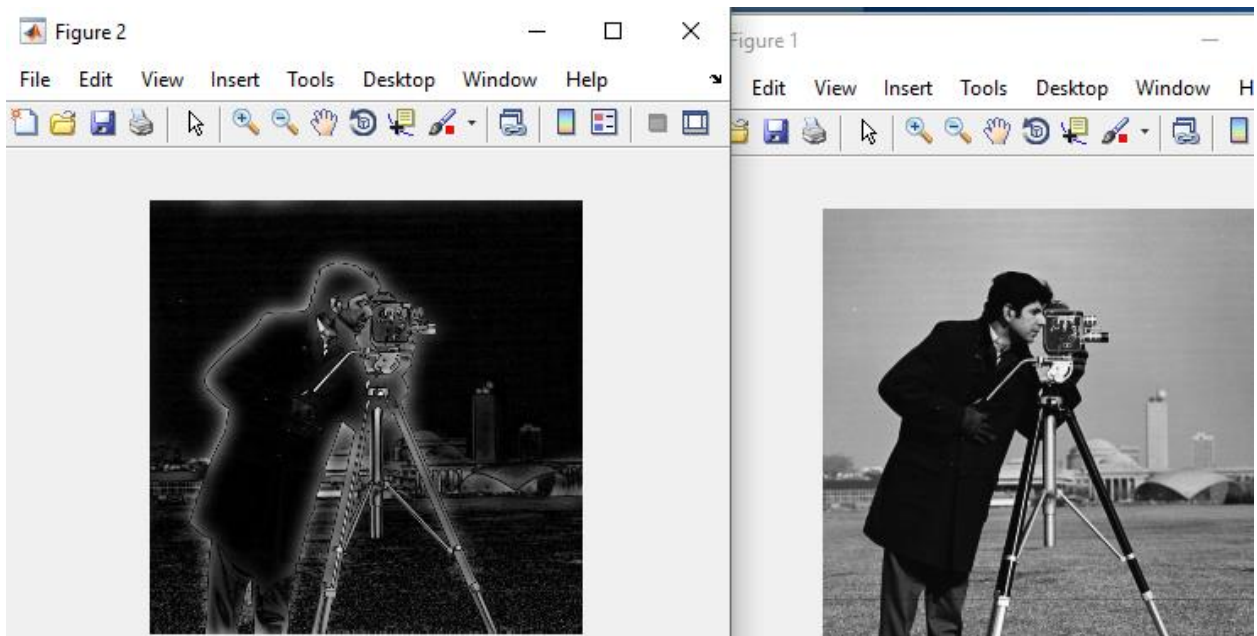 Figure 2
File Edit View Insert Tools Desktop Window Help
Figure 1
Edit View Insert Tools Desktop Window H